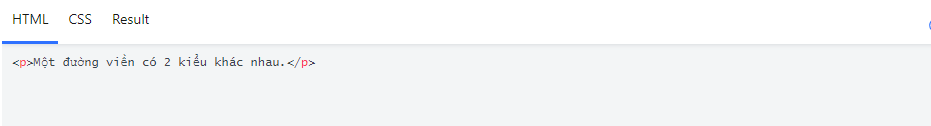 HTML CSS Result
<p>Một đường viền có 2 kiểu khác nhau.</p>